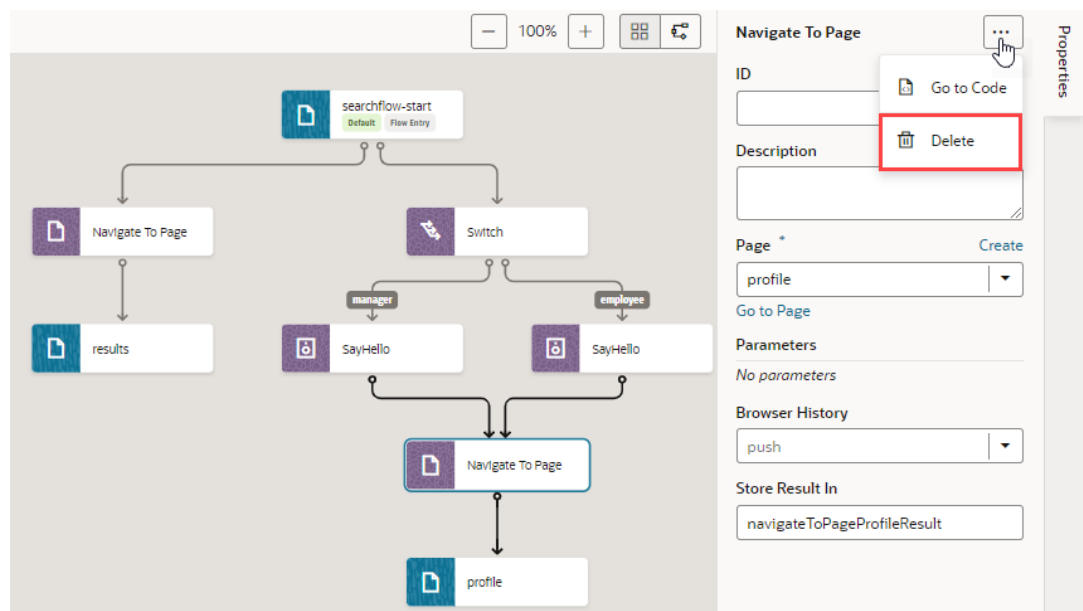 100%
searchflow-start
Default Flow Entry
Navigate To Page
Switch
manager
employee
results
SayHello
SayHello
Navigate To Page
profile
Navigate To Page
ID
Go to Code
Delete
Description
Page *
Create
profile
Go to Page
Parameters
No parameters
Browser History
push
Store Result In
navigateToPageProfileResult
Properties